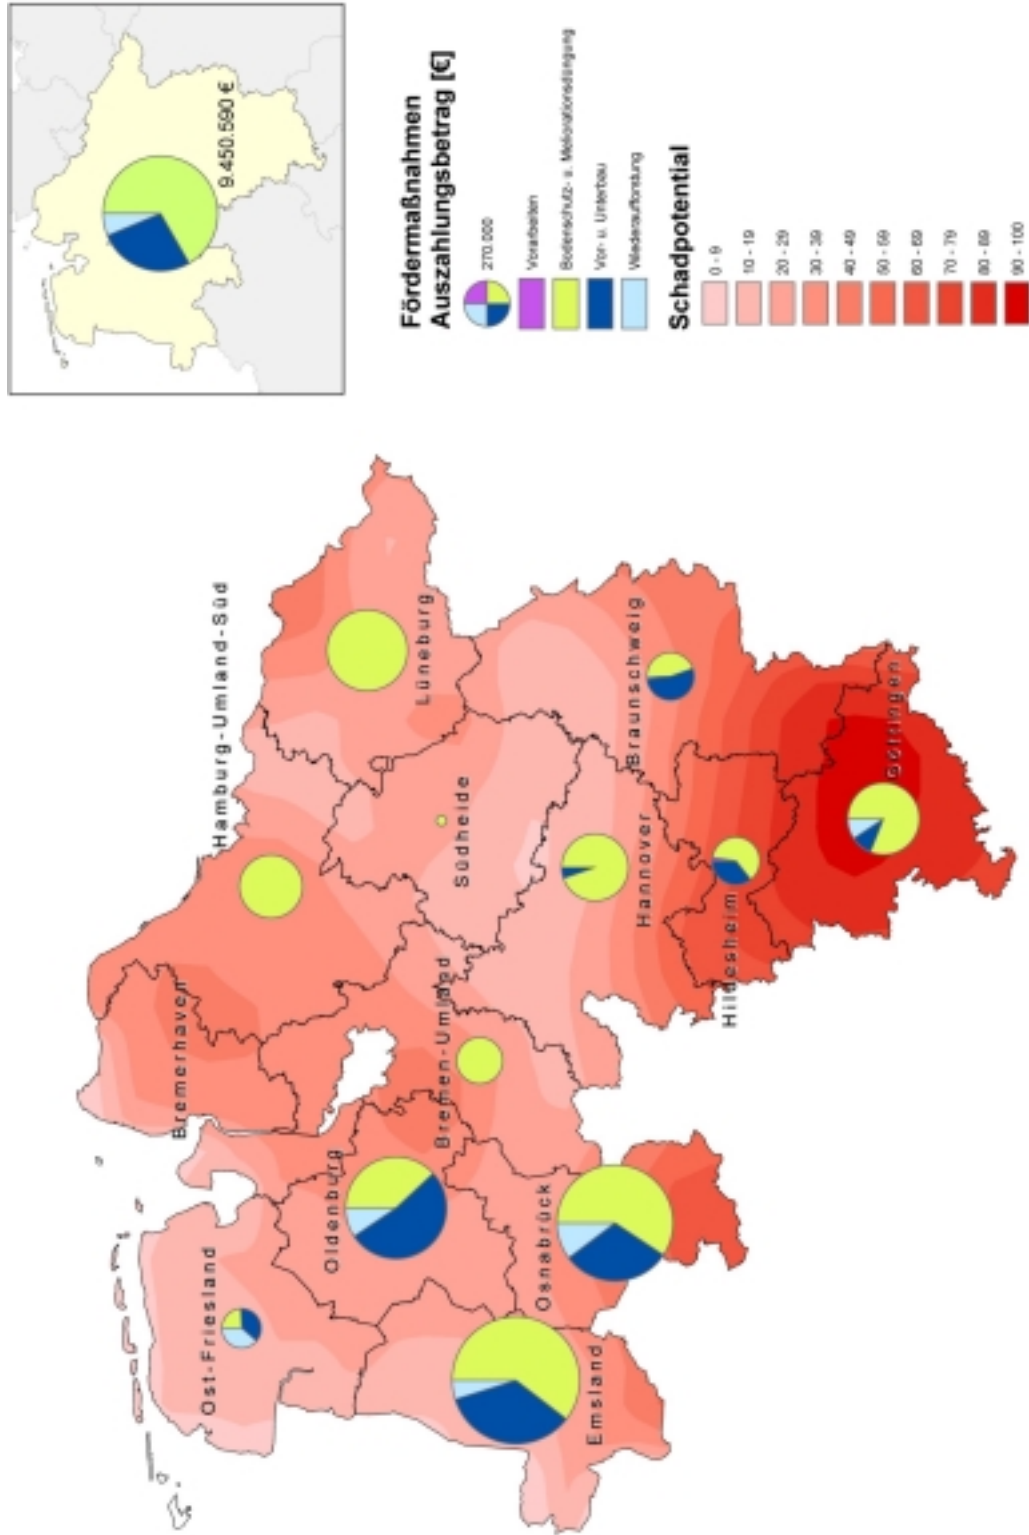 9.450.590 €
Fördermaßnahmen
Auszahlungsbetrag [€]
270.000
Vorarbeiten
Bodenschutz- u. Meliorationsdüngung
Vor- u. Unterbau
Wiederaufforstung
Schadpotential
0 - 9
10 - 19
20 - 29
30 - 39
40 - 49
50 - 59
60 - 69
70 - 79
80 - 89
90 - 100
Hamburg-Umland-Süd
Lüneburg
Bremerhaven
Südheide
Ost-Friesland
Oldenburg
Bremen-Umland
Braunschweig
Hannover
Osnabrück
Emsland
Hildesheim
Göttingen